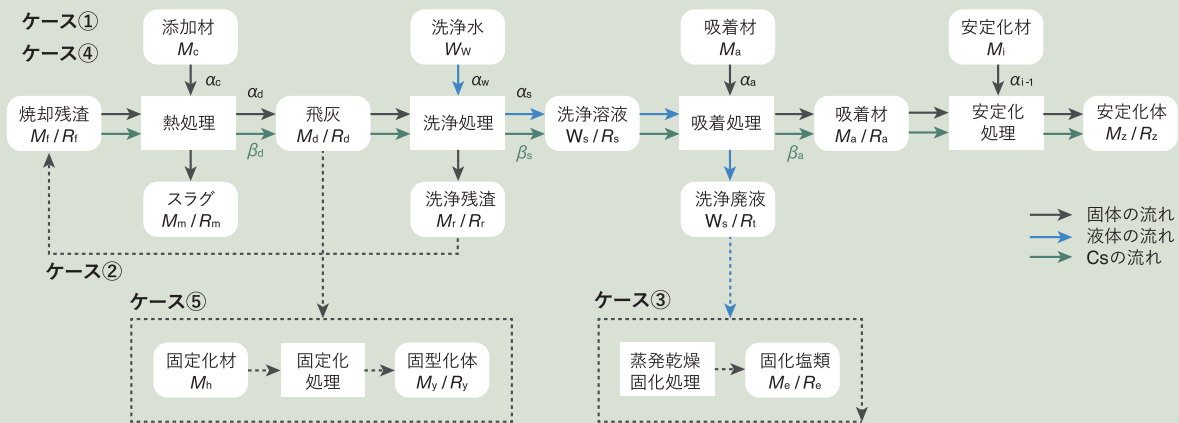 ケース①
ケース④
添加材
Mc
洗浄水
Ww
吸着材
Ma
安定化材
Mi
αc
αw
αa
αi-1
焼却残渣
Mf / Rf
熱処理
αd
βd
飛灰
Md / Rd
洗浄処理
αs
βs
洗浄溶液
Ws / Rs
吸着処理
βa
吸着材
Ma / Ra
安定化
処理
安定化体
Mz / Rz
スラグ
Mm / Rm
洗浄残渣
Mr / Rr
洗浄廃液
Ws / Rt
固体の流れ
液体の流れ
Csの流れ
ケース②
ケース⑤
ケース③
固定化材
Mh
固定化
処理
固型化体
My / Ry
蒸発乾燥
固化処理
固化塩類
Me / Re